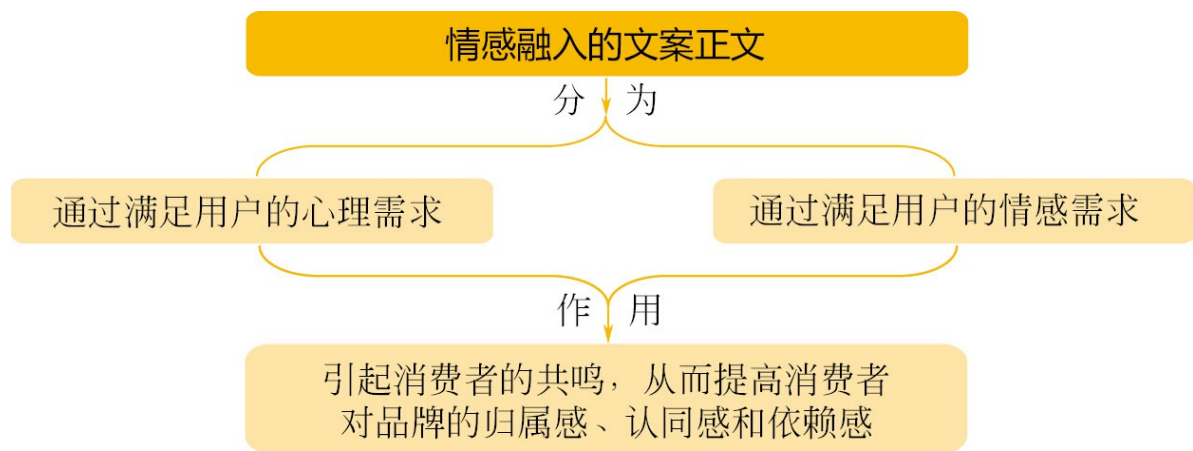 情感融入的文案正文
分 为
通过满足用户的心理需求
通过满足用户的情感需求
作 用
引起消费者的共鸣，从而提高消费者
对品牌的归属感、认同感和依赖感